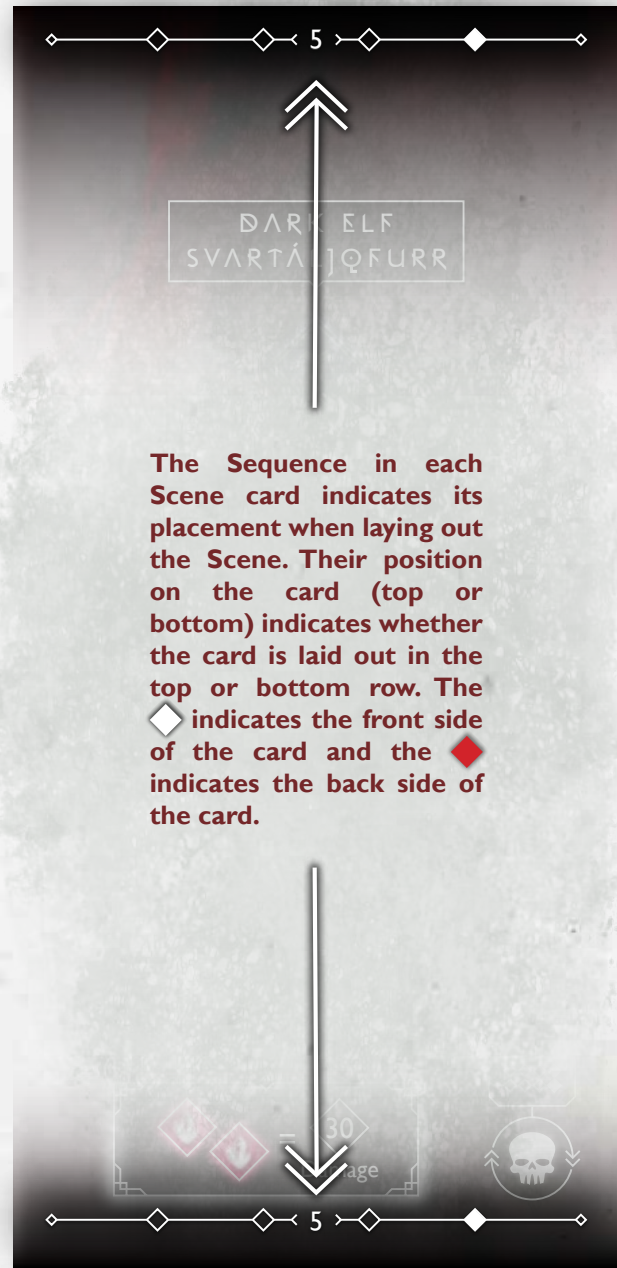 5
DARK ELF
SVARTÁLJǪFURR
The Sequence in each
Scene card indicates its
placement when laying out
the Scene. Their position
on the card (top or
bottom) indicates whether
the card is laid out in the
top or bottom row. The
indicates the front side
of the card and the
indicates the back side of
the card.
= 30
5